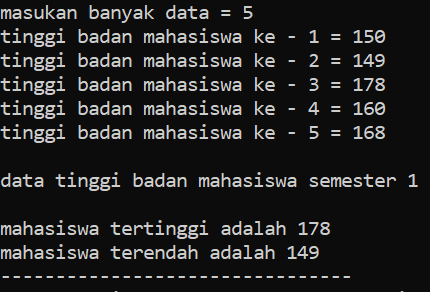 masukan banyak data = 5
tinggi badan mahasiswa ke - 1 = 150
tinggi badan mahasiswa ke - 2 = 149
tinggi badan mahasiswa ke - 3 = 178
tinggi badan mahasiswa ke - 4 = 160
tinggi badan mahasiswa ke - 5 = 168
data tinggi badan mahasiswa semester 1
mahasiswa tertinggi adalah 178
mahasiswa terendah adalah 149
--------------------------------